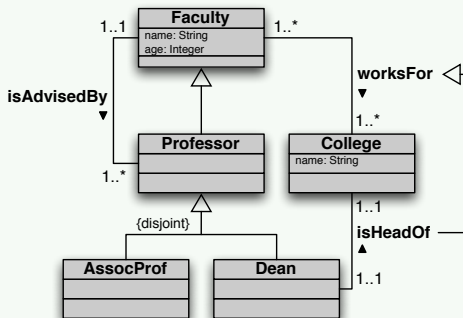 Faculty
name: String
age: Integer
1..1
1..*
isAdvisedBy
worksFor
1..*
1..*
Professor
College
name: String
{disjoint}
1..1
isHeadOf
1..1
AssocProf
Dean